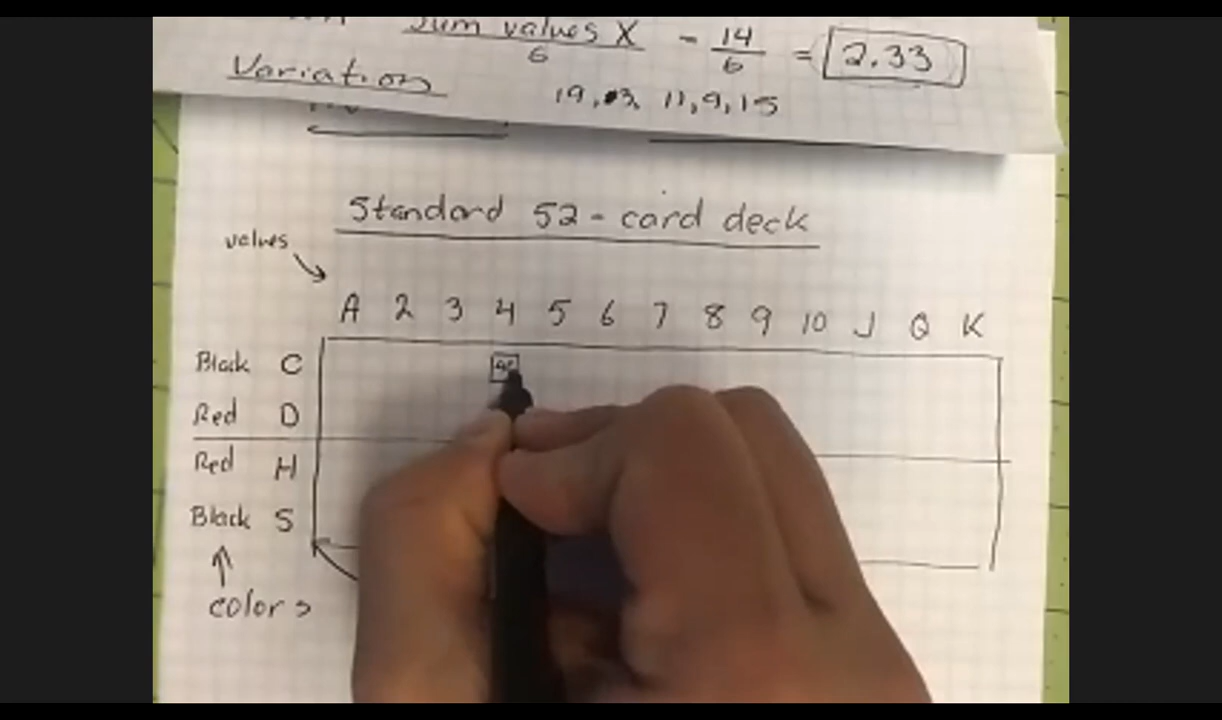 Sum values X - 14 = 2.33
6 6
Variation
19, 3, 11, 9, 15
Standard 52-card deck
values
A 2 3 4 5 6 7 8 9 10 J Q K
Black C
Red D
Red H
Black S
colors